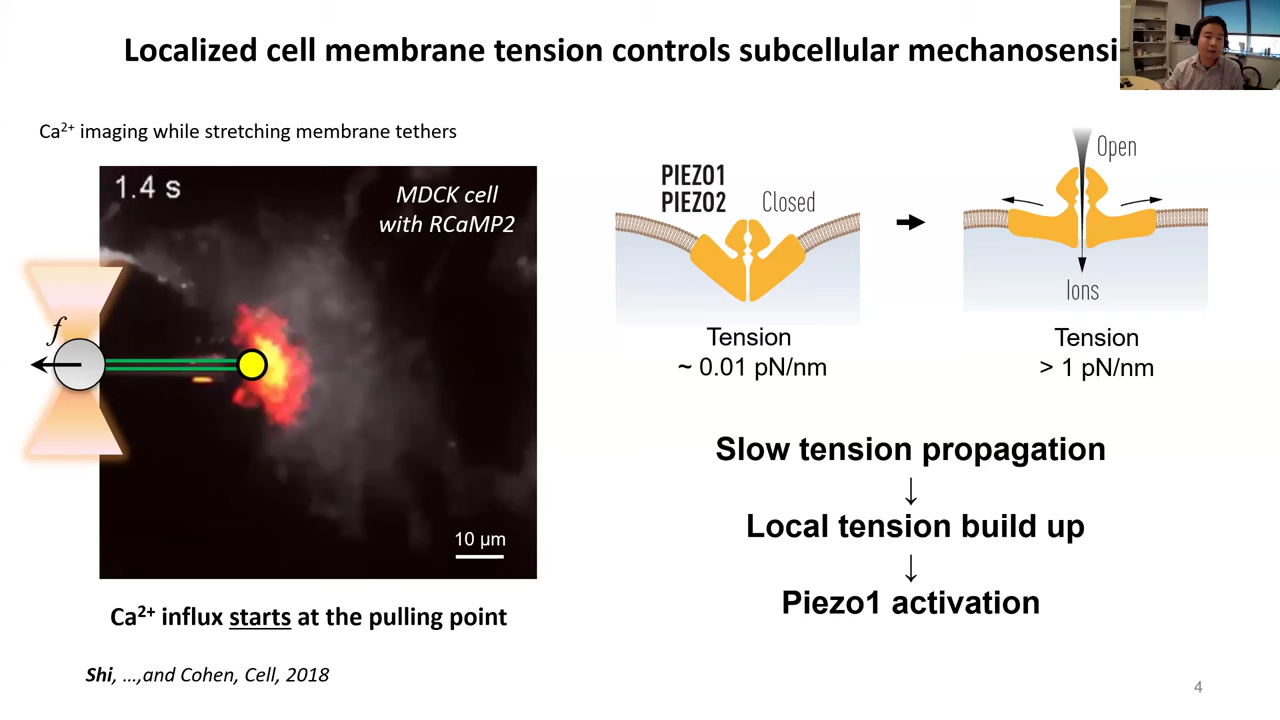 Localized cell membrane tension controls subcellular mechanosensi
Ca²⁺ imaging while stretching membrane tethers
1.4 s
MDCK cell
with RCaMP2
f
10 µm
Ca²⁺ influx starts at the pulling point
Shi, ...,and Cohen, Cell, 2018
PIEZO1
PIEZO2
Closed
Open
Ions
Tension
~ 0.01 pN/nm
Tension
> 1 pN/nm
Slow tension propagation
↓
Local tension build up
↓
Piezo1 activation
4